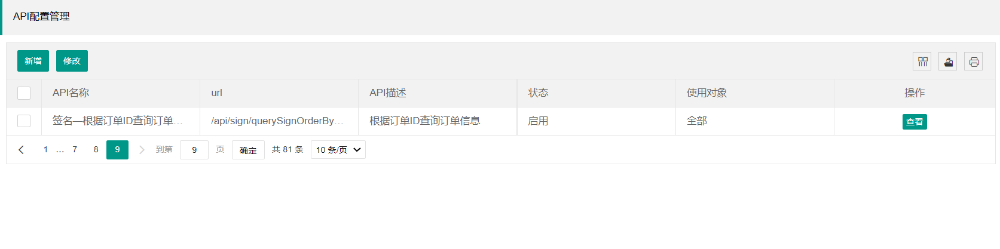 API配置管理
新增 修改
API名称 url API描述 状态 使用对象 操作
签名—根据订单ID查询订单... /api/sign/querySignOrderBy... 根据订单ID查询订单信息 启用 全部 查看
1 ... 7 8 9 到第 9 页 确定 共 81 条 10 条/页